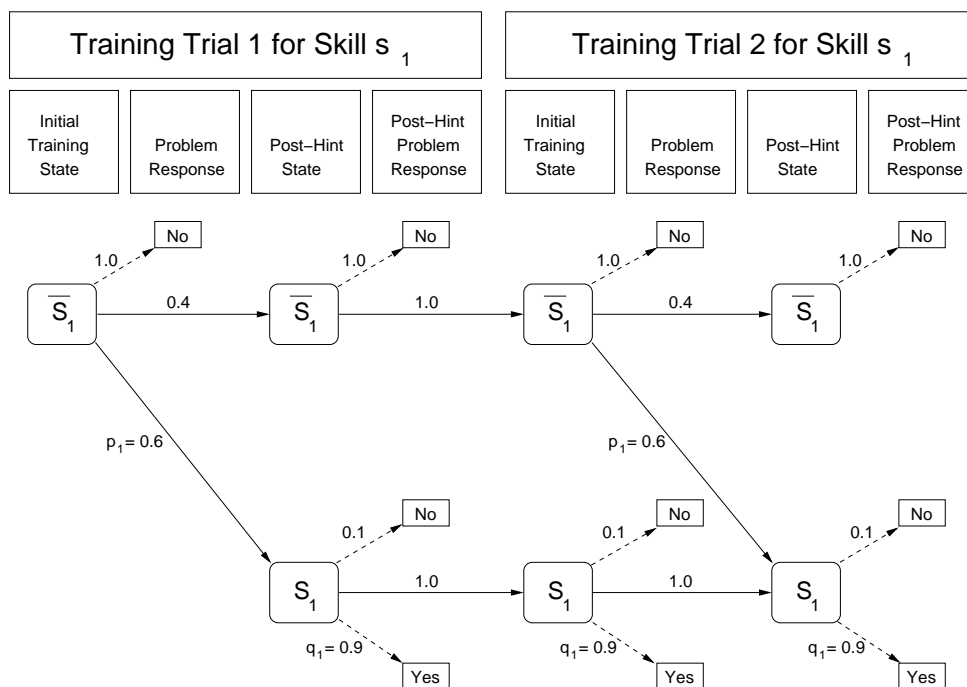 Training Trial 1 for Skill s 1
Training Trial 2 for Skill s 1
Initial
Training
State
Problem
Response
Post−Hint
State
Post−Hint
Problem
Response
Initial
Training
State
Problem
Response
Post−Hint
State
Post−Hint
Problem
Response
No
No
No
No
1.0
1.0
1.0
1.0
S̅1
0.4
S̅1
1.0
S̅1
0.4
S̅1
p1= 0.6
p1= 0.6
No
No
No
0.1
0.1
0.1
S1
1.0
S1
1.0
S1
q1= 0.9
q1= 0.9
q1= 0.9
Yes
Yes
Yes